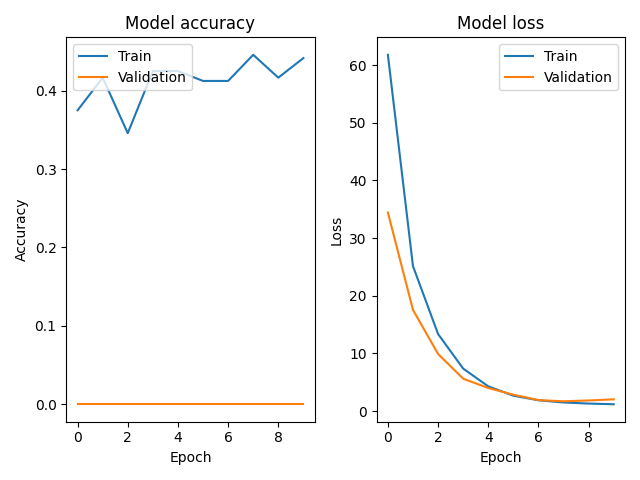 Model accuracy
Train
Validation
0.4
0.3
0.2
0.1
0.0
Accuracy
0 2 4 6 8
Epoch
Model loss
Train
Validation
60
50
40
30
20
10
0
Loss
0 2 4 6 8
Epoch